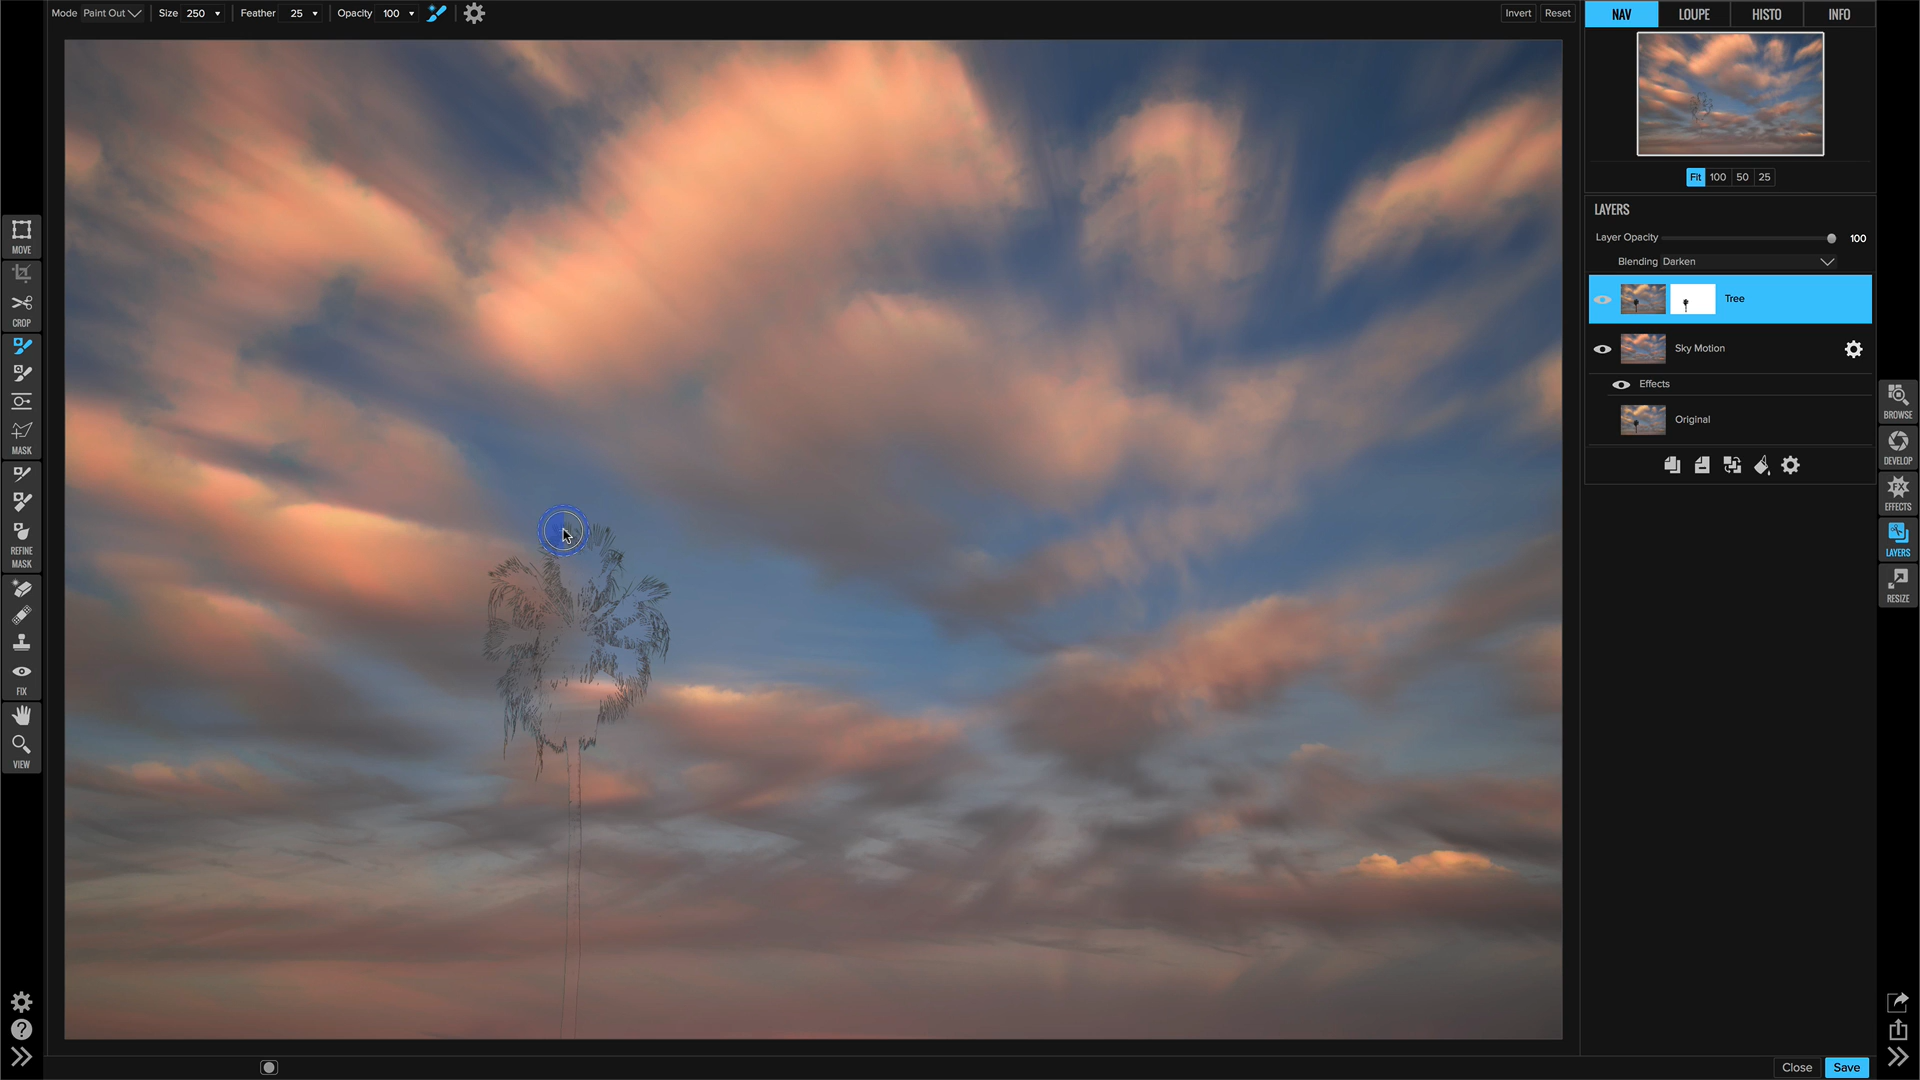 Mode Paint Out Size 250 Feather 25 Opacity 100 Invert Reset
NAV LOUPE HISTO INFO
Fit 100 50 25
LAYERS
Layer Opacity 100
Blending Darken
Tree
Sky Motion
Effects
Original
MOVE
CROP
MASK
REFINE
MASK
FIX
VIEW
BROWSE
DEVELOP
FX
EFFECTS
LAYERS
RESIZE
Close Save